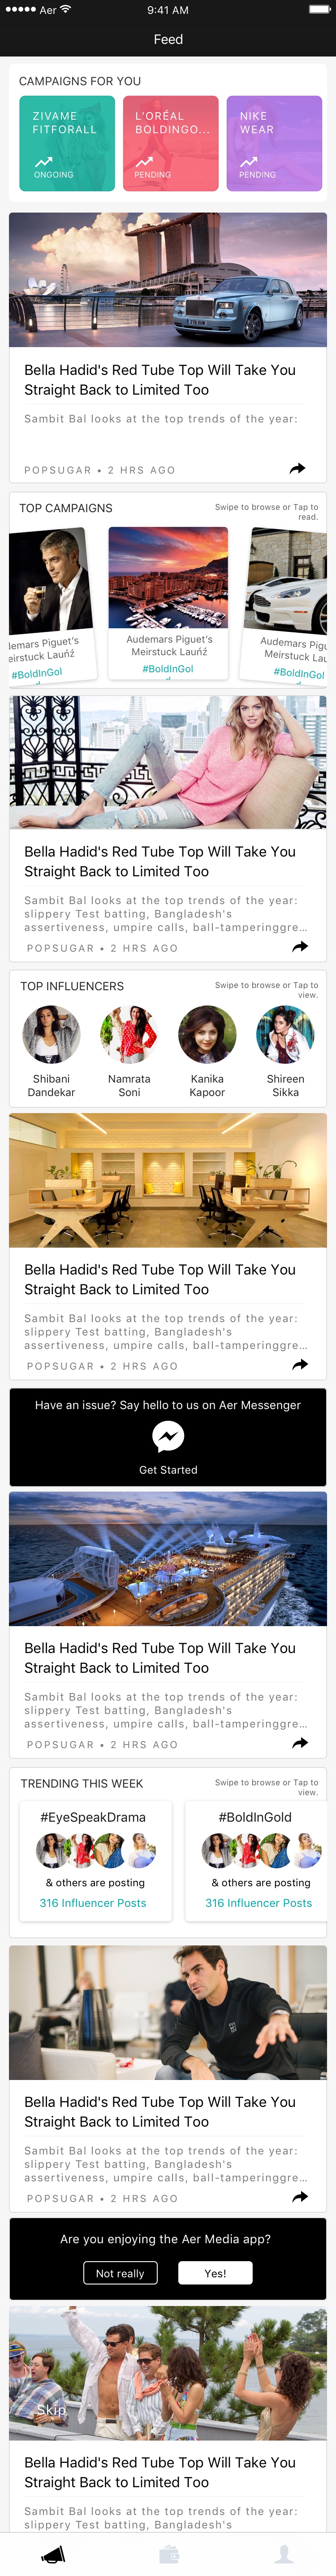 Aer 9:41 AM
Feed
CAMPAIGNS FOR YOU
ZIVAME
FITFORALL
ONGOING
L'ORÉAL
BOLDINGO...
PENDING
NIKE
WEAR
PENDING
Bella Hadid's Red Tube Top Will Take You
Straight Back to Limited Too
Sambit Bal looks at the top trends of the year:
POPSUGAR • 2 HRS AGO
TOP CAMPAIGNS
Swipe to browse or Tap to
read.
lemars Piguet's
eirstuck Lauńź
#BoldInGol
Audemars Piguet's
Meirstuck Lauńź
#BoldInGol
Audemars Pigu
Meirstuck Lau
#BoldInGol
Bella Hadid's Red Tube Top Will Take You
Straight Back to Limited Too
Sambit Bal looks at the top trends of the year:
slippery Test batting, Bangladesh's
assertiveness, umpire calls, ball-tamperinggre...
POPSUGAR • 2 HRS AGO
TOP INFLUENCERS
Swipe to browse or Tap to
view.
Shibani
Dandekar
Namrata
Soni
Kanika
Kapoor
Shireen
Sikka
Bella Hadid's Red Tube Top Will Take You
Straight Back to Limited Too
Sambit Bal looks at the top trends of the year:
slippery Test batting, Bangladesh's
assertiveness, umpire calls, ball-tamperinggre...
POPSUGAR • 2 HRS AGO
Have an issue? Say hello to us on Aer Messenger
Get Started
Bella Hadid's Red Tube Top Will Take You
Straight Back to Limited Too
Sambit Bal looks at the top trends of the year:
slippery Test batting, Bangladesh's
assertiveness, umpire calls, ball-tamperinggre...
POPSUGAR • 2 HRS AGO
TRENDING THIS WEEK
Swipe to browse or Tap to
view.
#EyeSpeakDrama
& others are posting
316 Influencer Posts
#BoldInGold
& others are posting
316 Influencer Posts
Bella Hadid's Red Tube Top Will Take You
Straight Back to Limited Too
Sambit Bal looks at the top trends of the year:
slippery Test batting, Bangladesh's
assertiveness, umpire calls, ball-tamperinggre...
POPSUGAR • 2 HRS AGO
Are you enjoying the Aer Media app?
Not really
Yes!
Skip
Bella Hadid's Red Tube Top Will Take You
Straight Back to Limited Too
Sambit Bal looks at the top trends of the year:
slippery Test batting, Bangladesh's